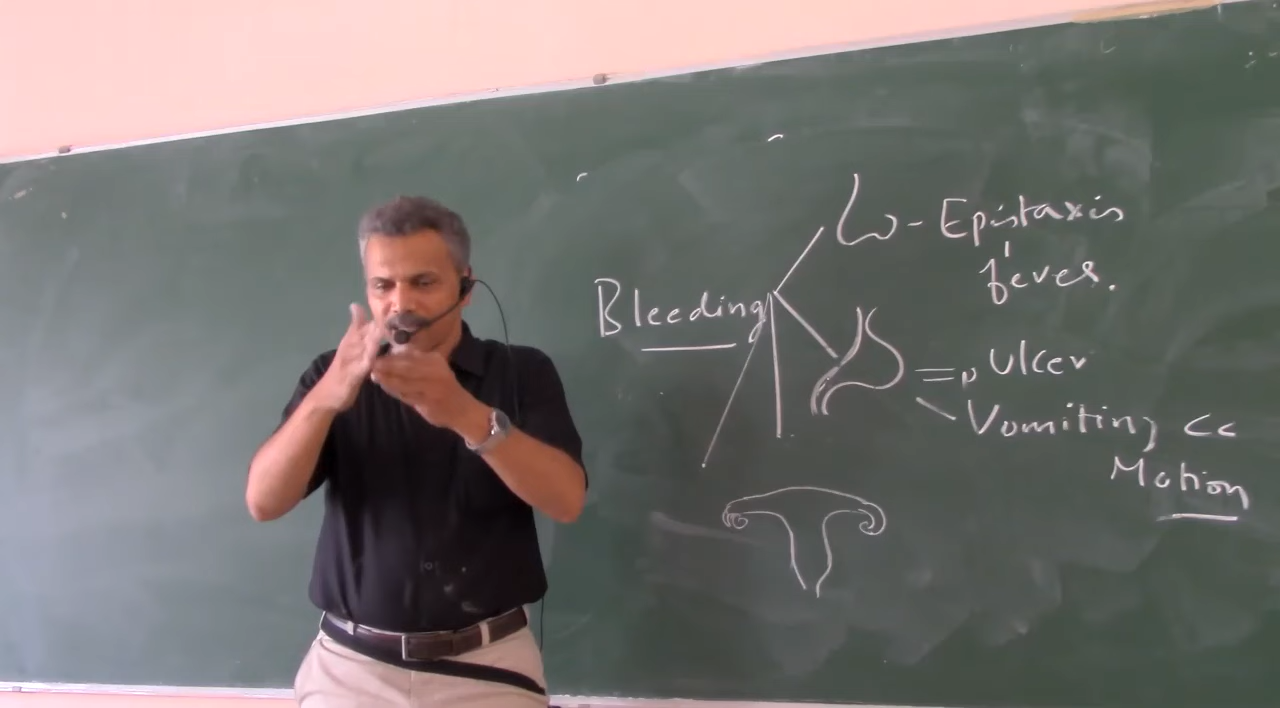 Bleeding
- Epistaxis
fever.
= p Ulcer
Vomiting cc
Motion